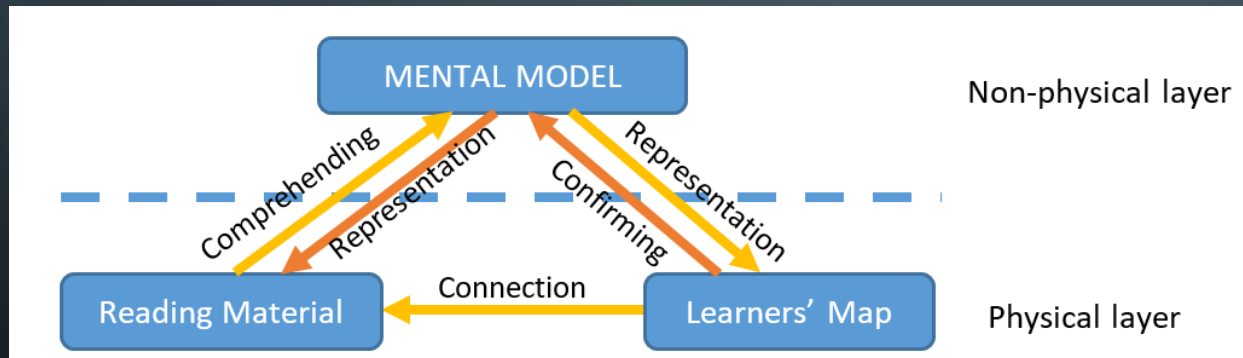 MENTAL MODEL
Non-physical layer
Comprehending
Representation
Confirming
Representation
Reading Material
Connection
Learners' Map
Physical layer